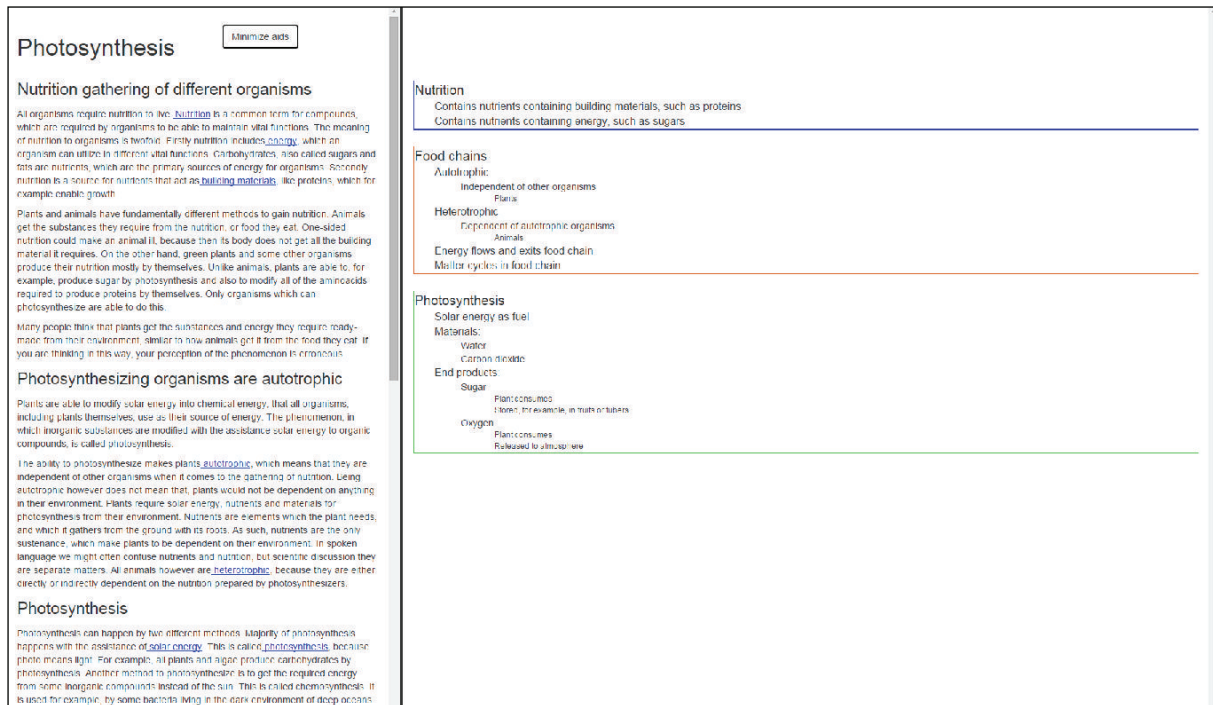 Photosynthesis
Minimize aids
Nutrition gathering of different organisms
All organisms require nutrition to live. Nutrition is a common term for compounds,
which are required by organisms to be able to maintain vital functions. The meaning
of nutrition to organisms is twofold. Firstly nutrition includes energy, which an
organism can utilize in different vital functions. Carbohydrates, also called sugars and
fats are nutrients, which are the primary sources of energy for organisms. Secondly
nutrition is a source for nutrients that act as building materials, like proteins, which for
example enable growth.
Plants and animals have fundamentally different methods to gain nutrition. Animals
get the substances they require from the nutrition, or food they eat. One-sided
nutrition could make an animal ill, because then its body does not get all the building
material it requires. On the other hand, green plants and some other organisms
produce their nutrition mostly by themselves. Unlike animals, plants are able to, for
example, produce sugar by photosynthesis and also to modify all of the aminoacids
required to produce proteins by themselves. Only organisms which can
photosynthesize are able to do this.
Many people think that plants get the substances and energy they require ready-
made from their environment, similar to how animals get it from the food they eat. If
you are thinking in this way, your perception of the phenomenon is erroneous.
Photosynthesizing organisms are autotrophic
Plants are able to modify solar energy into chemical energy, that all organisms,
including plants themselves, use as their source of energy. The phenomenon, in
which inorganic substances are modified with the assistance solar energy to organic
compounds, is called photosynthesis.
The ability to photosynthesize makes plants autotrophic, which means that they are
independent of other organisms when it comes to the gathering of nutrition. Being
autotrophic however does not mean that, plants would not be dependent on anything
in their environment. Plants require solar energy, nutrients and materials for
photosynthesis from their environment. Nutrients are elements which the plant needs,
and which it gathers from the ground with its roots. As such, nutrients are the only
sustenance, which make plants to be dependent on their environment. In spoken
language we might often confuse nutrients and nutrition, but scientific discussion they
are separate matters. All animals however are heterotrophic, because they are either
directly or indirectly dependent on the nutrition prepared by photosynthesizers.
Photosynthesis
Photosynthesis can happen by two different methods. Majority of photosynthesis
happens with the assistance of solar energy. This is called photosynthesis, because
photo means light. For example, all plants and algae produce carbohydrates by
photosynthesis. Another method to photosynthesize is to get the required energy
from some inorganic compounds instead of the sun. This is called chemosynthesis. It
is used for example, by some bacteria living in the dark environment of deep oceans
Nutrition
Contains nutrients containing building materials, such as proteins
Contains nutrients containing energy, such as sugars
Food chains
Autotrophic
Independent of other organisms
Plants
Heterotrophic
Dependent of autotrophic organisms
Animals
Energy flows and exits food chain
Matter cycles in food chain
Photosynthesis
Solar energy as fuel
Materials:
Water
Carbon dioxide
End products
Sugar
Plant consumes
Stored, for example, in fruits or tubers
Oxygen
Plant consumes
Released to atmosphere